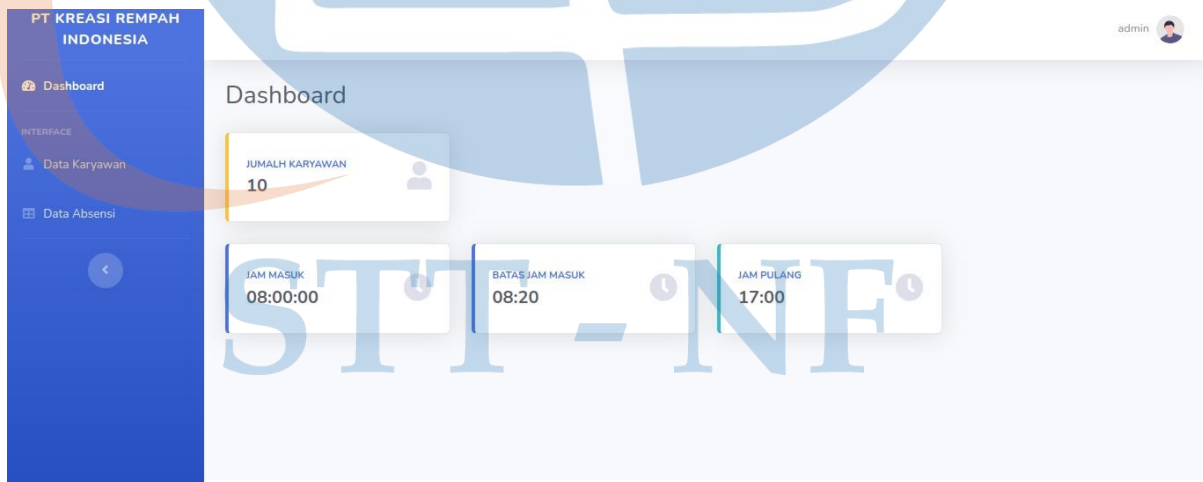 PT KREASI REMPAH
INDONESIA
admin
Dashboard
INTERFACE
Data Karyawan
Data Absensi
Dashboard
JUMALH KARYAWAN
10
JAM MASUK
08:00:00
BATAS JAM MASUK
08:20
JAM PULANG
17:00
STT - NF